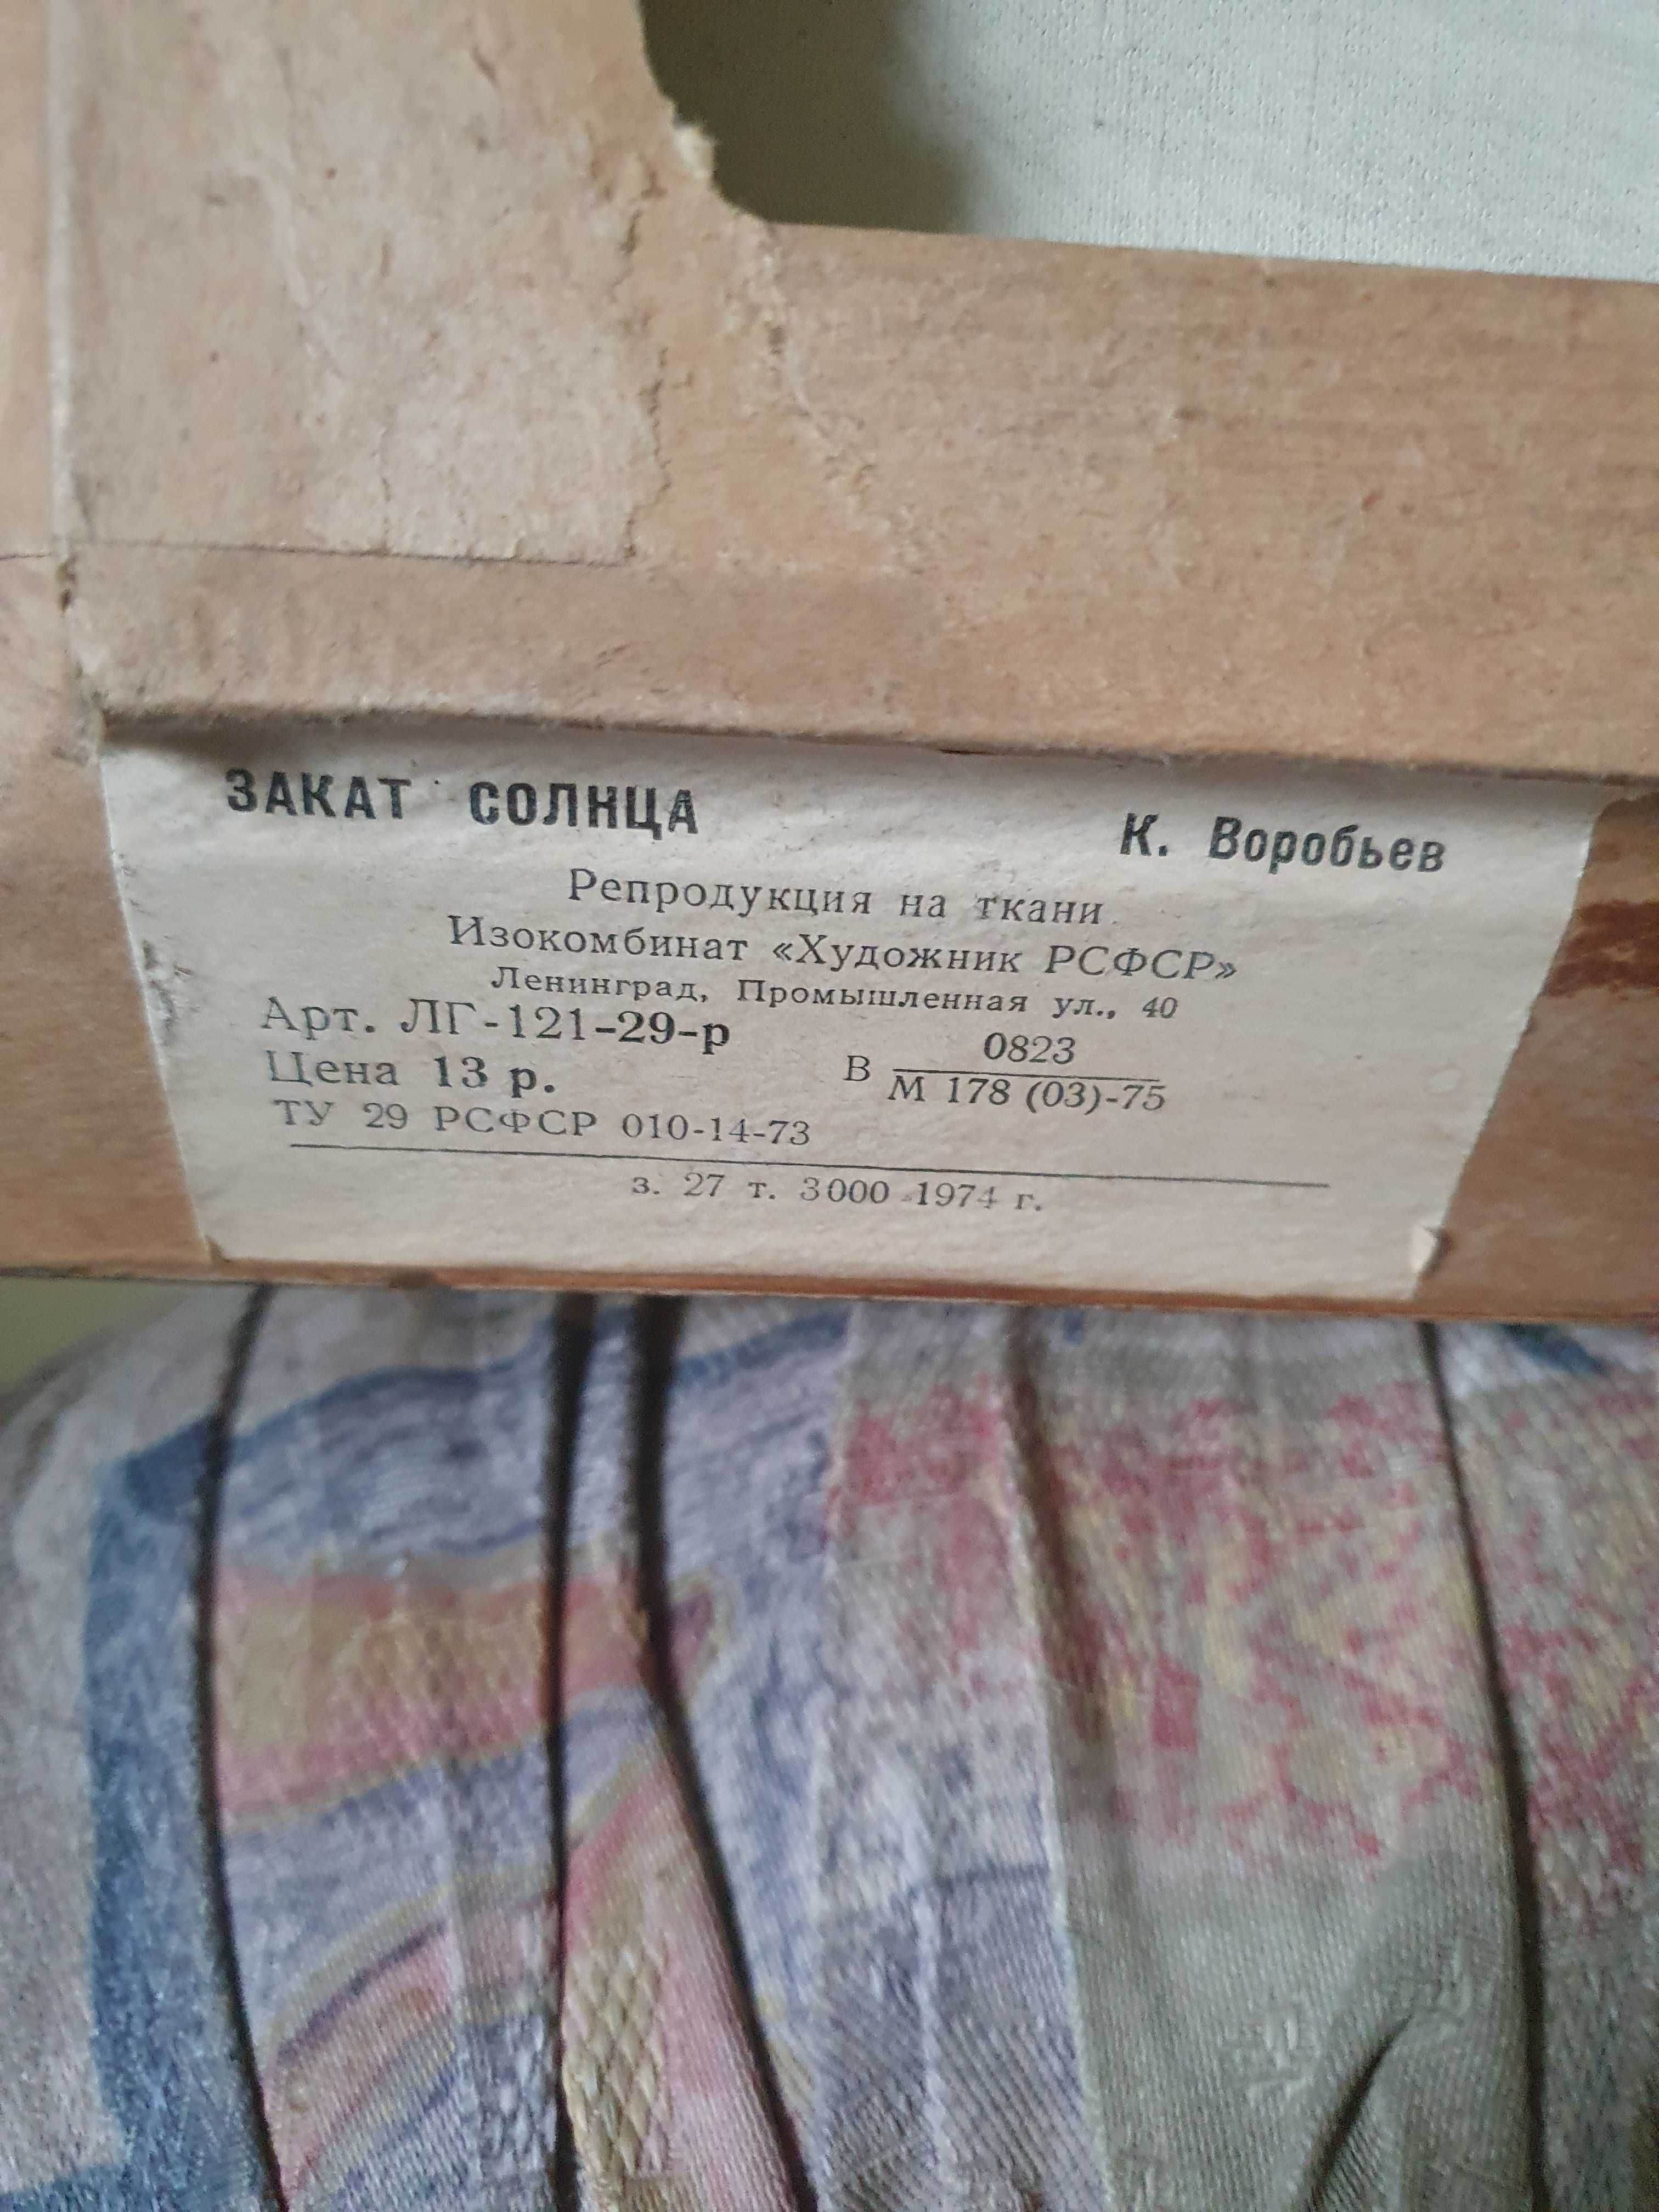 ЗАКАТ СОЛНЦА К. Воробьев
Репродукция на ткани
Изокомбинат «Художник РСФСР»
Ленинград, Промышленная ул., 40
Арт. ЛГ-121-29-р
Цена 13 р.
В 0823
М 178 (03)-75
ТУ 29 РСФСР 010-14-73
з. 27 т. 3000 1974 г.